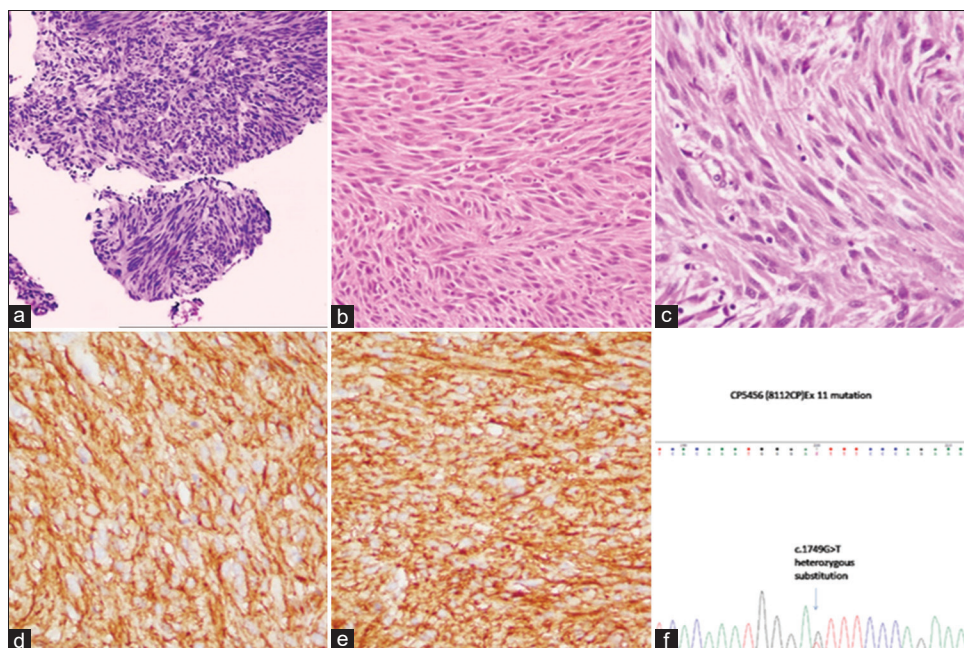 a
b
c
d
e
CP5456 (8112CP)Ex 11 mutation
c.1749G>T
heterozygous
substitution
f